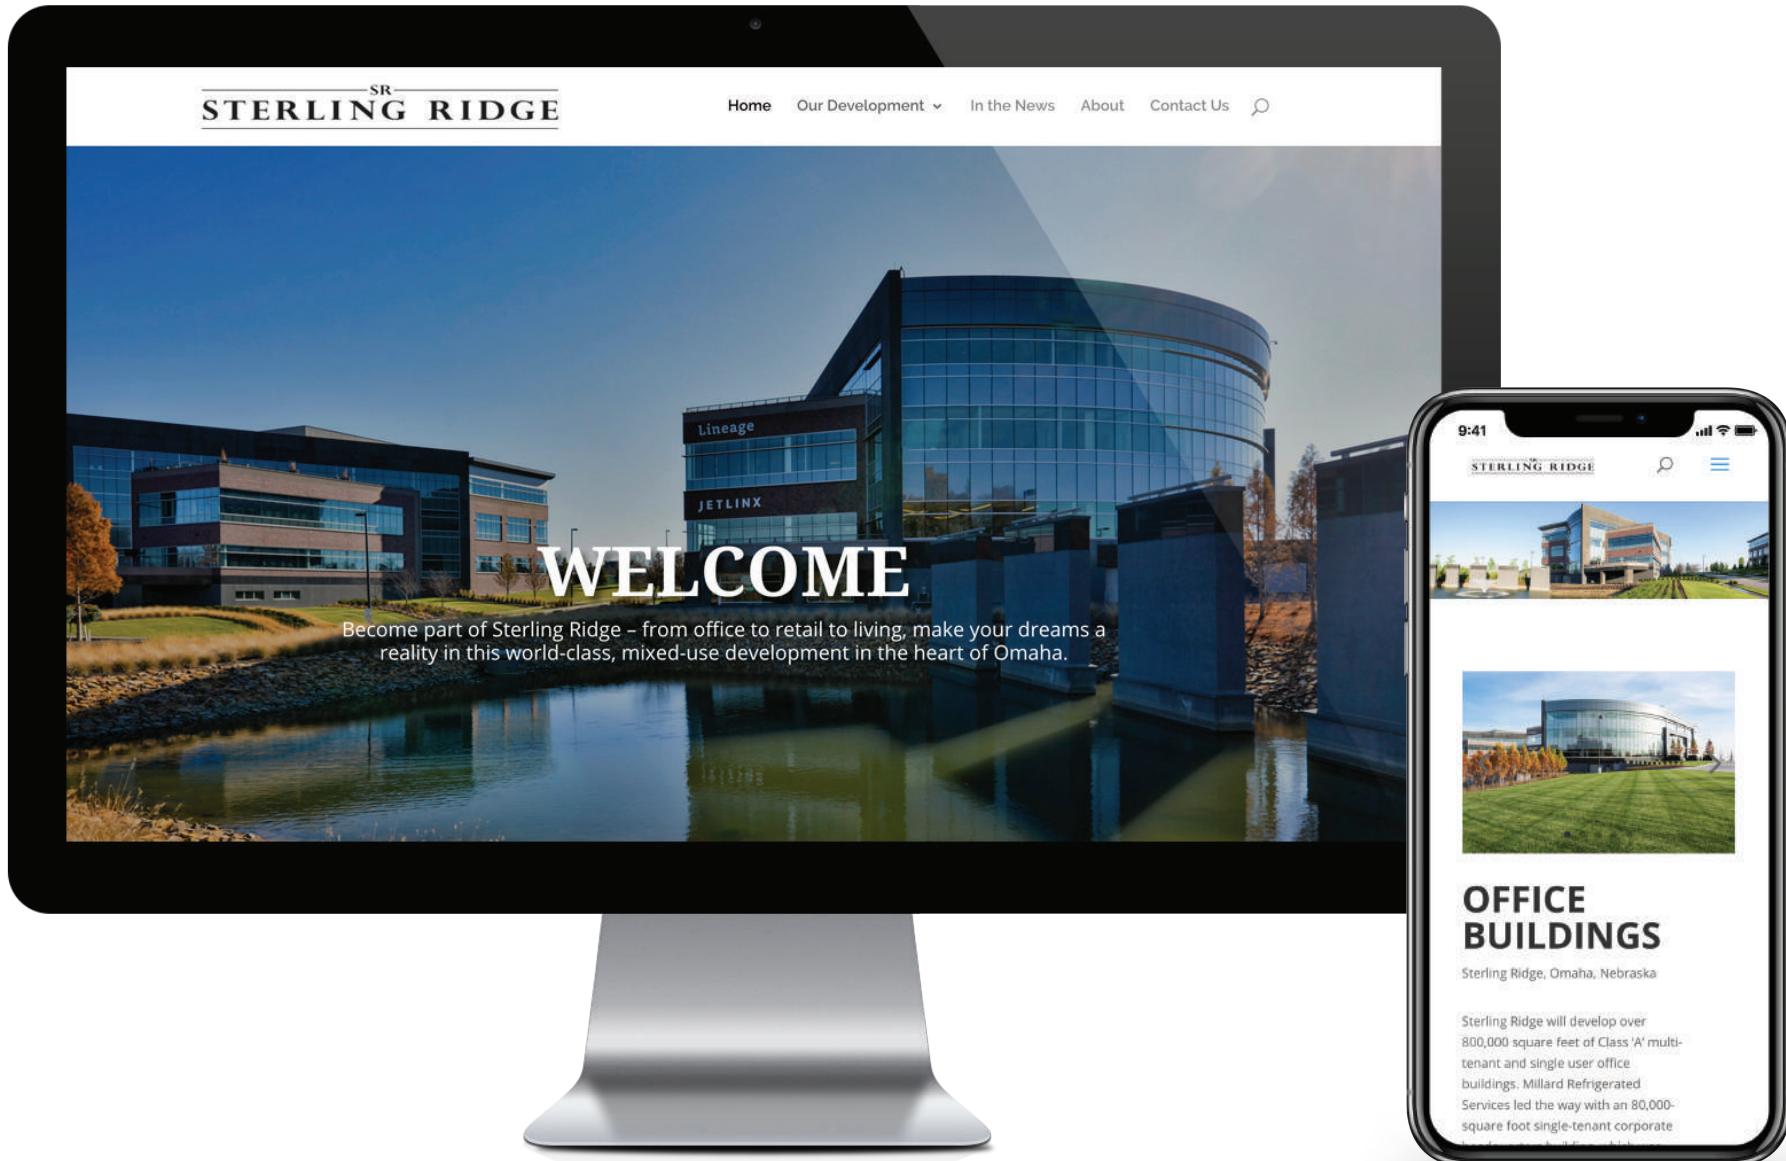 SR
STERLING RIDGE
Home Our Development In the News About Contact Us
Lineage
JETLINX
WELCOME
Become part of Sterling Ridge – from office to retail to living, make your dreams a
reality in this world-class, mixed-use development in the heart of Omaha.
9:41
SR
STERLING RIDGE
OFFICE
BUILDINGS
Sterling Ridge, Omaha, Nebraska
Sterling Ridge will develop over
800,000 square feet of Class 'A' multi-
tenant and single user office
buildings. Millard Refrigerated
Services led the way with an 80,000-
square foot single-tenant corporate